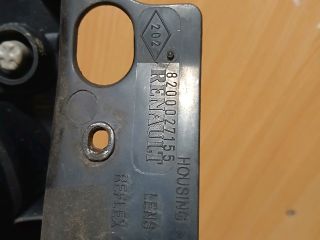 202
8200027155
RENAULT
HOUSING
LENS
REFLEX